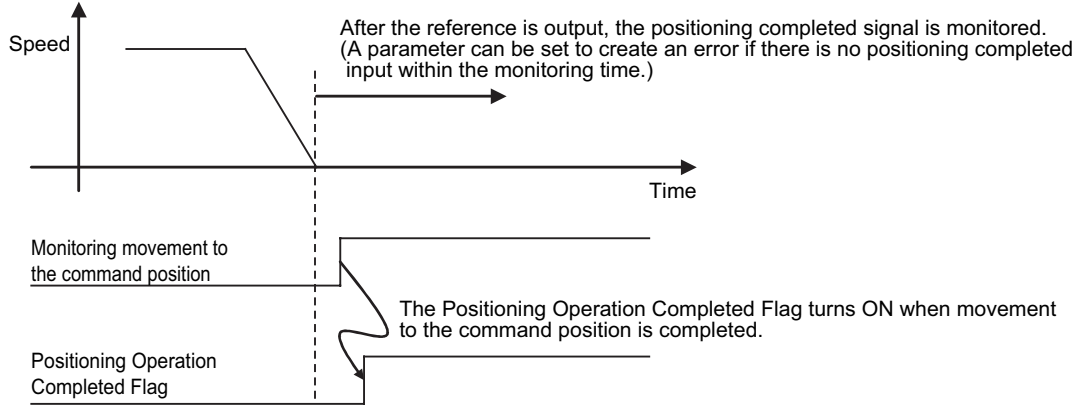 After the reference is output, the positioning completed signal is monitored.
(A parameter can be set to create an error if there is no positioning completed
input within the monitoring time.)
Speed
Time
Monitoring movement to
the command position
The Positioning Operation Completed Flag turns ON when movement
to the command position is completed.
Positioning Operation
Completed Flag